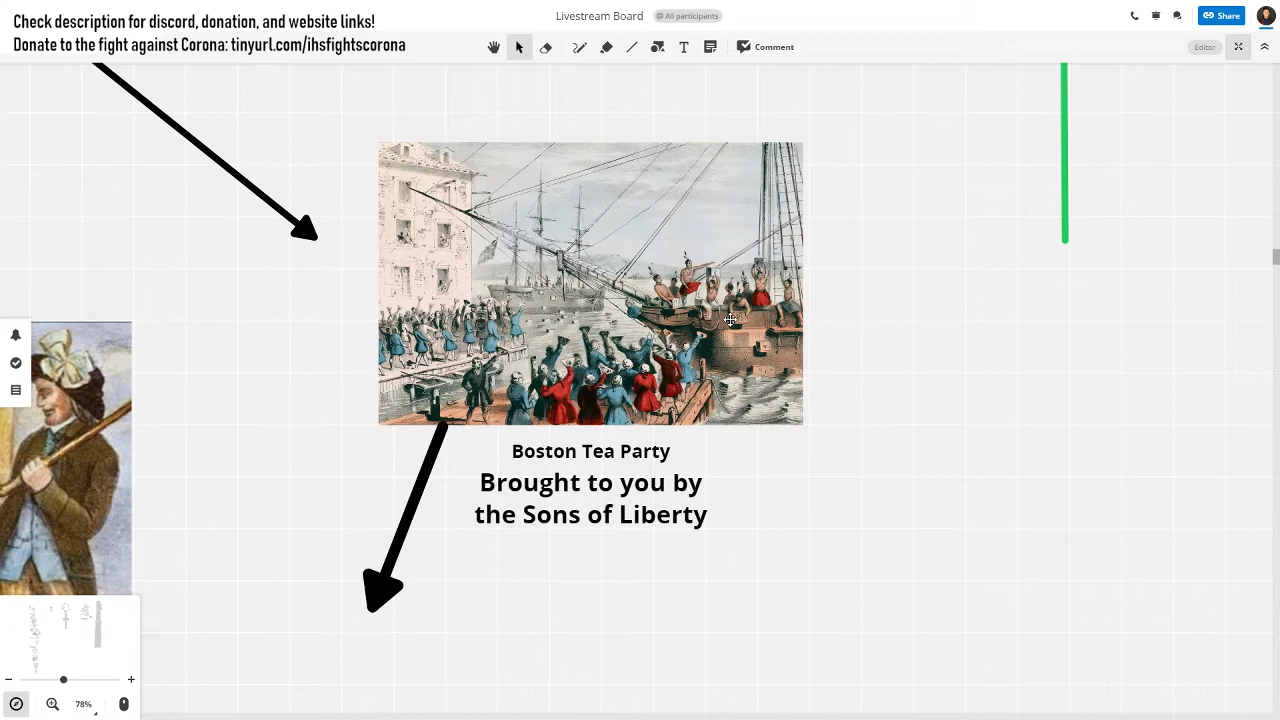 Check description for discord, donation, and website links!
Donate to the fight against Corona: tinyurl.com/ihsfightscorona
Livestream Board
@ All participants
Share
T
Comment
Editor
Boston Tea Party
Brought to you by
the Sons of Liberty
78%